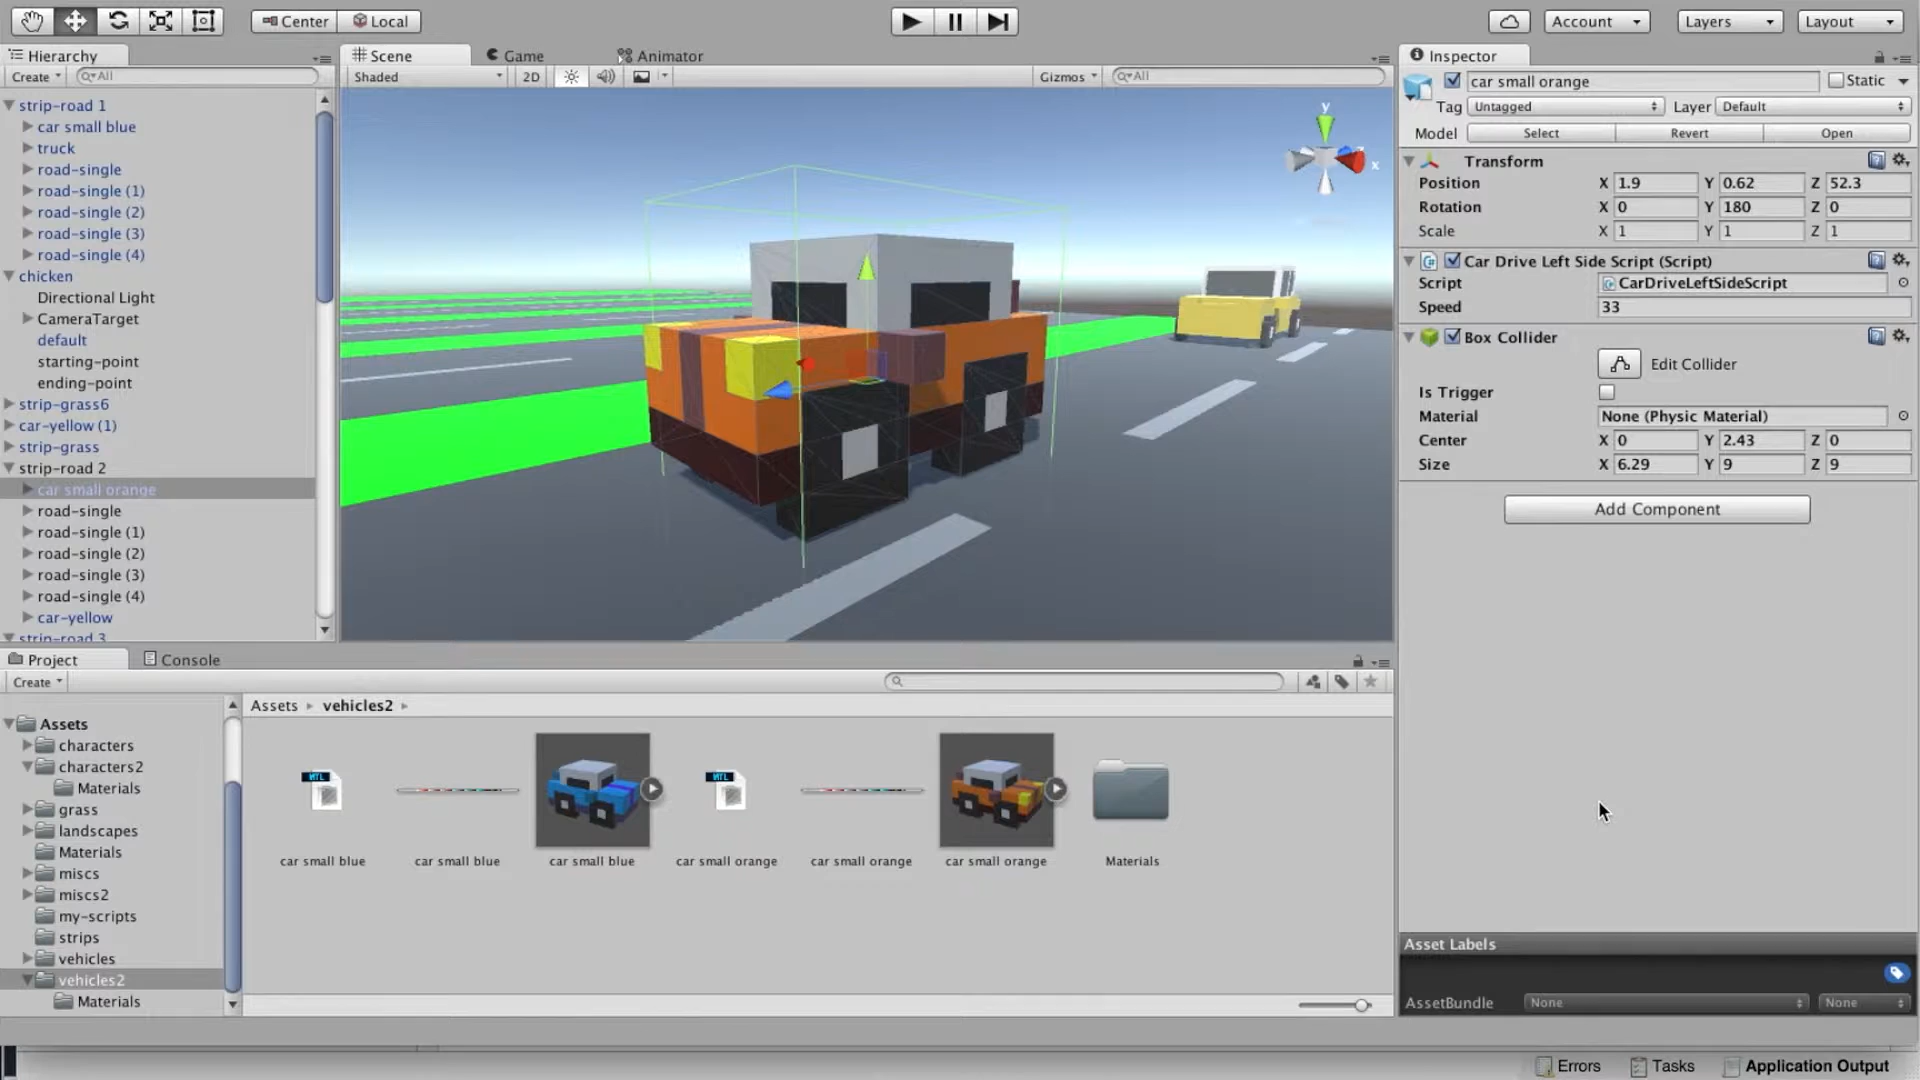 Center Local Account Layers Layout
Hierarchy
Create All
strip-road 1
car small blue
truck
road-single
road-single (1)
road-single (2)
road-single (3)
road-single (4)
chicken
Directional Light
CameraTarget
default
starting-point
ending-point
strip-grass6
car-yellow (1)
strip-grass
strip-road 2
car small orange
road-single
road-single (1)
road-single (2)
road-single (3)
road-single (4)
car-yellow
strip-road 3
Scene Game Animator
Shaded 2D Gizmos All
y
x
Inspector
car small orange Static
Tag Untagged Layer Default
Model Select Revert Open
Transform
Position X 1.9 Y 0.62 Z 52.3
Rotation X 0 Y 180 Z 0
Scale X 1 Y 1 Z 1
Car Drive Left Side Script (Script)
Script CarDriveLeftSideScript
Speed 33
Box Collider
Edit Collider
Is Trigger
Material None (Physic Material)
Center X 0 Y 2.43 Z 0
Size X 6.29 Y 9 Z 9
Add Component
Project Console
Create
Assets
characters
characters2
Materials
grass
landscapes
Materials
miscs
miscs2
my-scripts
strips
vehicles
vehicles2
Materials
Assets vehicles2
MTL MTL
car small blue car small blue car small blue car small orange car small orange car small orange Materials
Asset Labels
AssetBundle None None
Errors Tasks Application Output